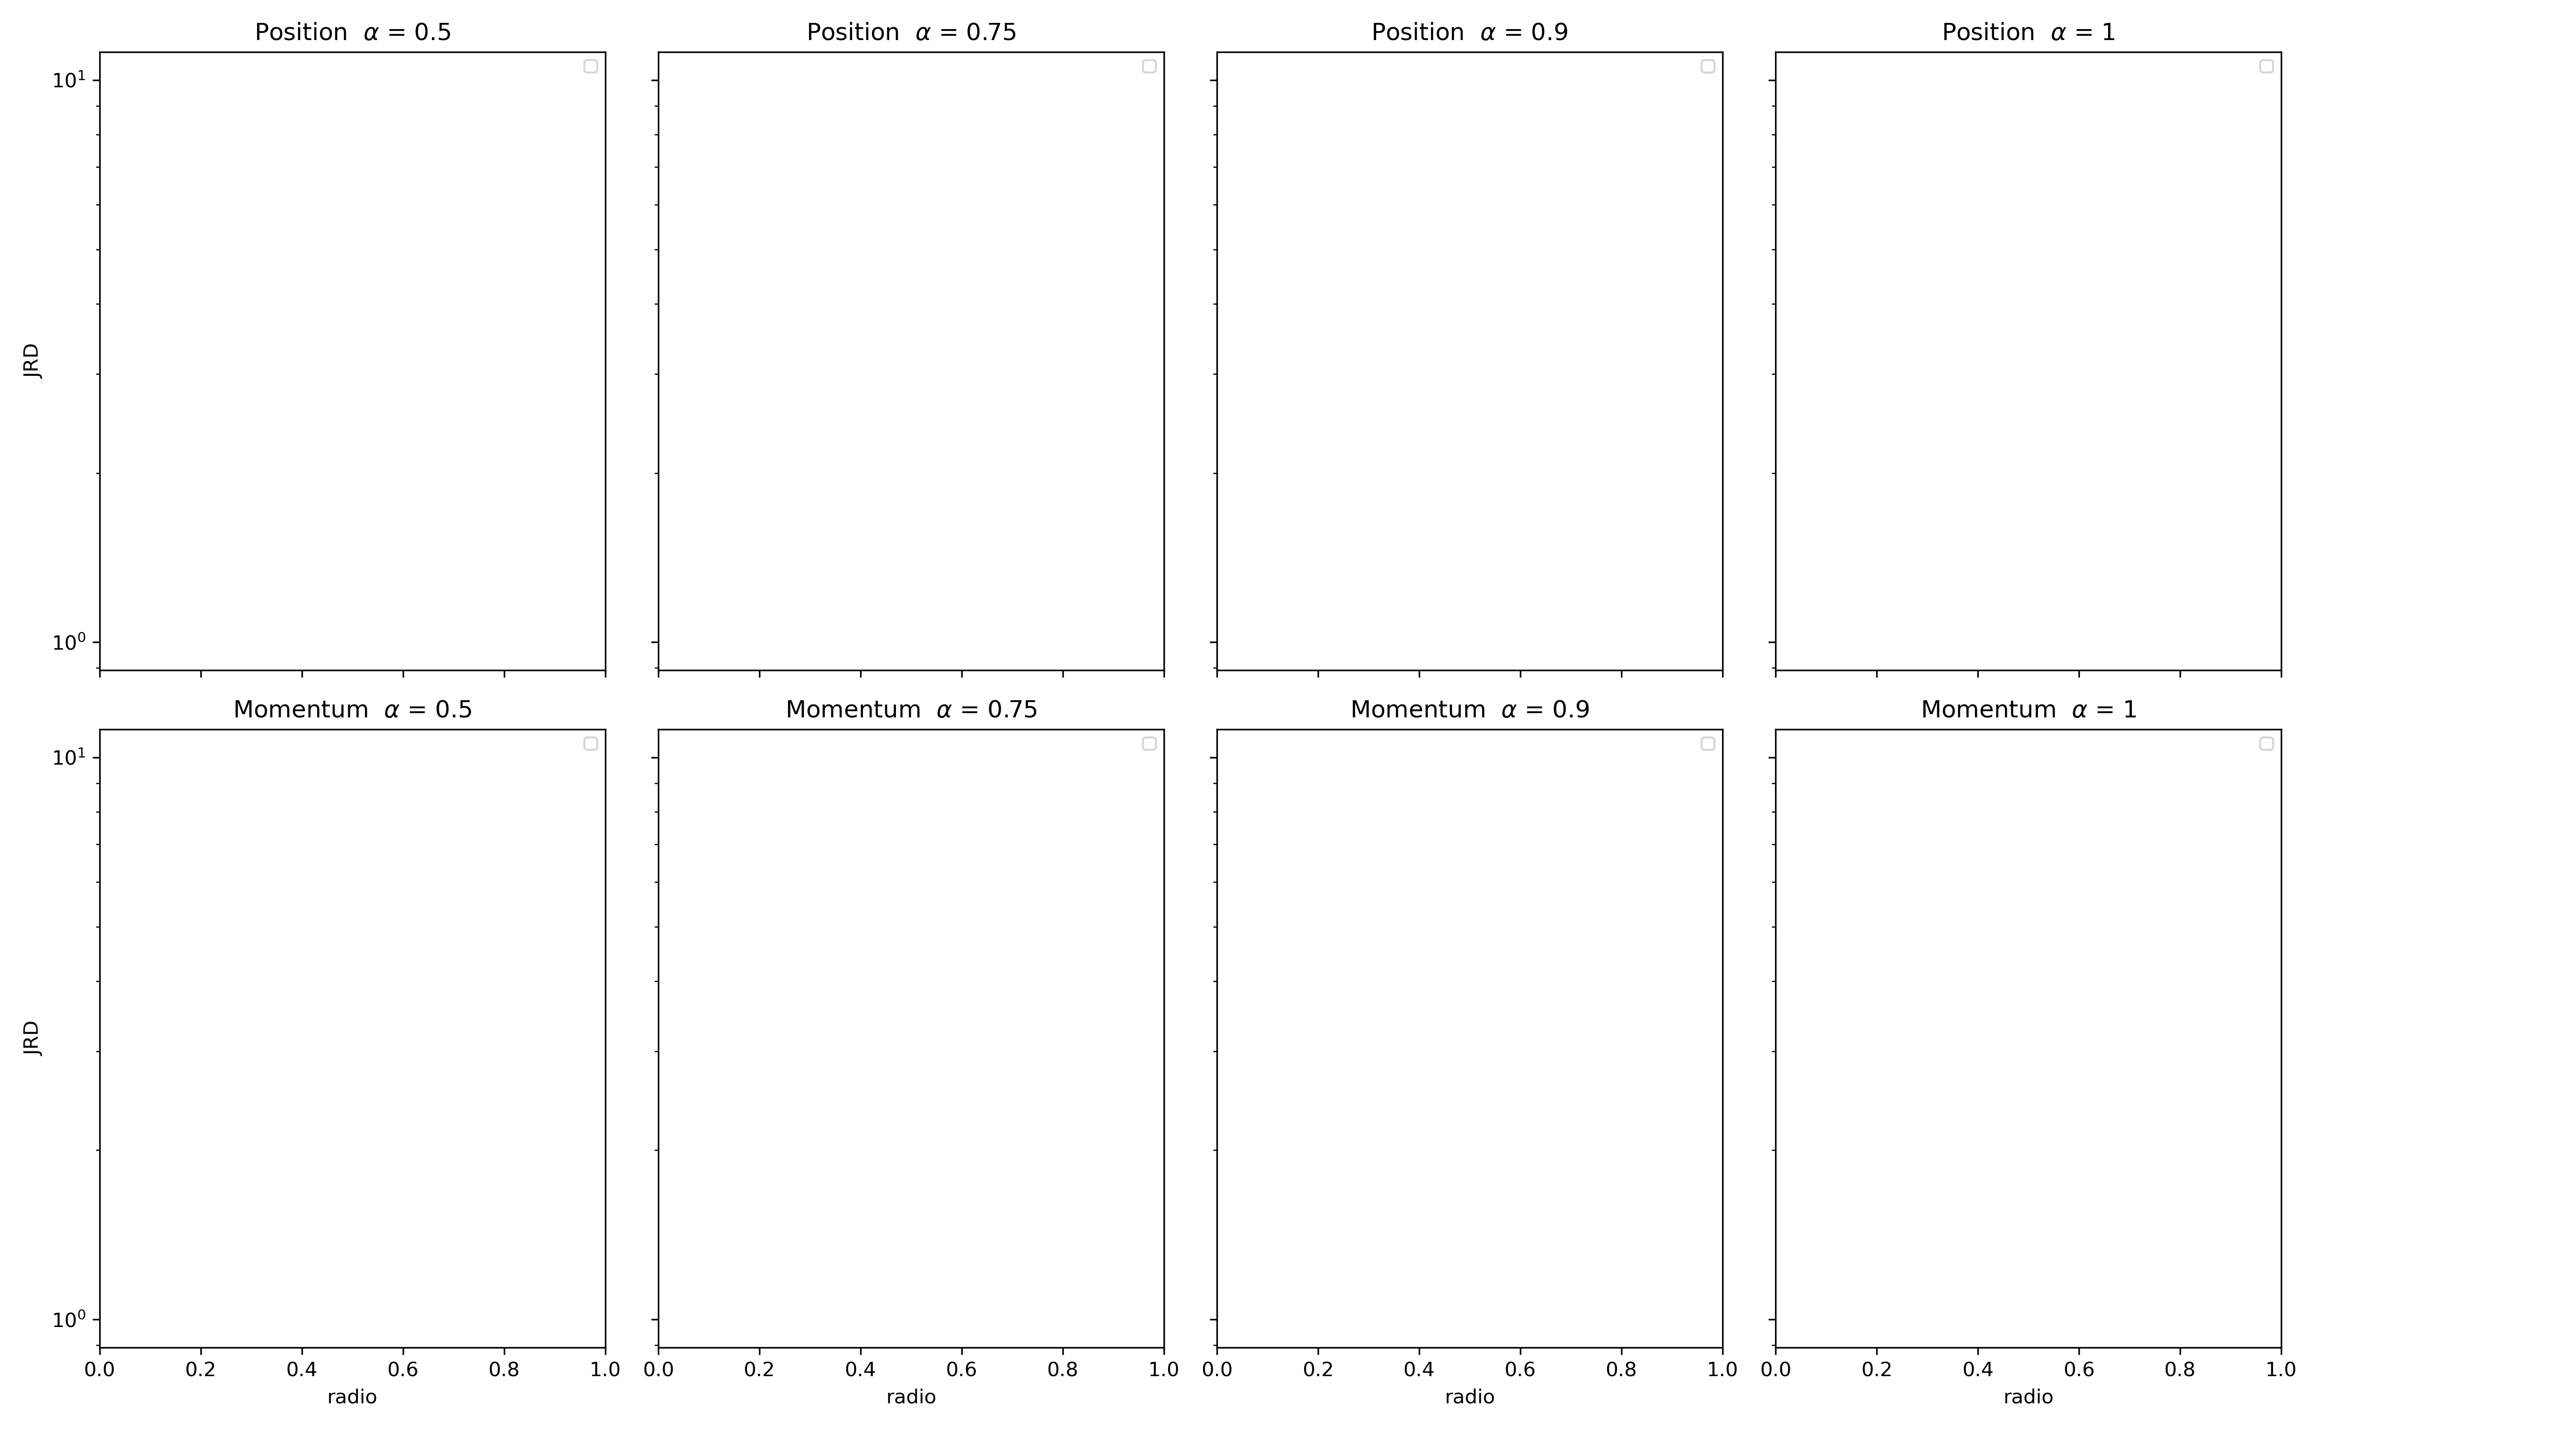 Position α = 0.5
Position α = 0.75
Position α = 0.9
Position α = 1
10¹
JRD
10⁰
Momentum α = 0.5
Momentum α = 0.75
Momentum α = 0.9
Momentum α = 1
10¹
JRD
10⁰
0.0 0.2 0.4 0.6 0.8 1.0
0.0 0.2 0.4 0.6 0.8 1.0
0.0 0.2 0.4 0.6 0.8 1.0
0.0 0.2 0.4 0.6 0.8 1.0
radio
radio
radio
radio